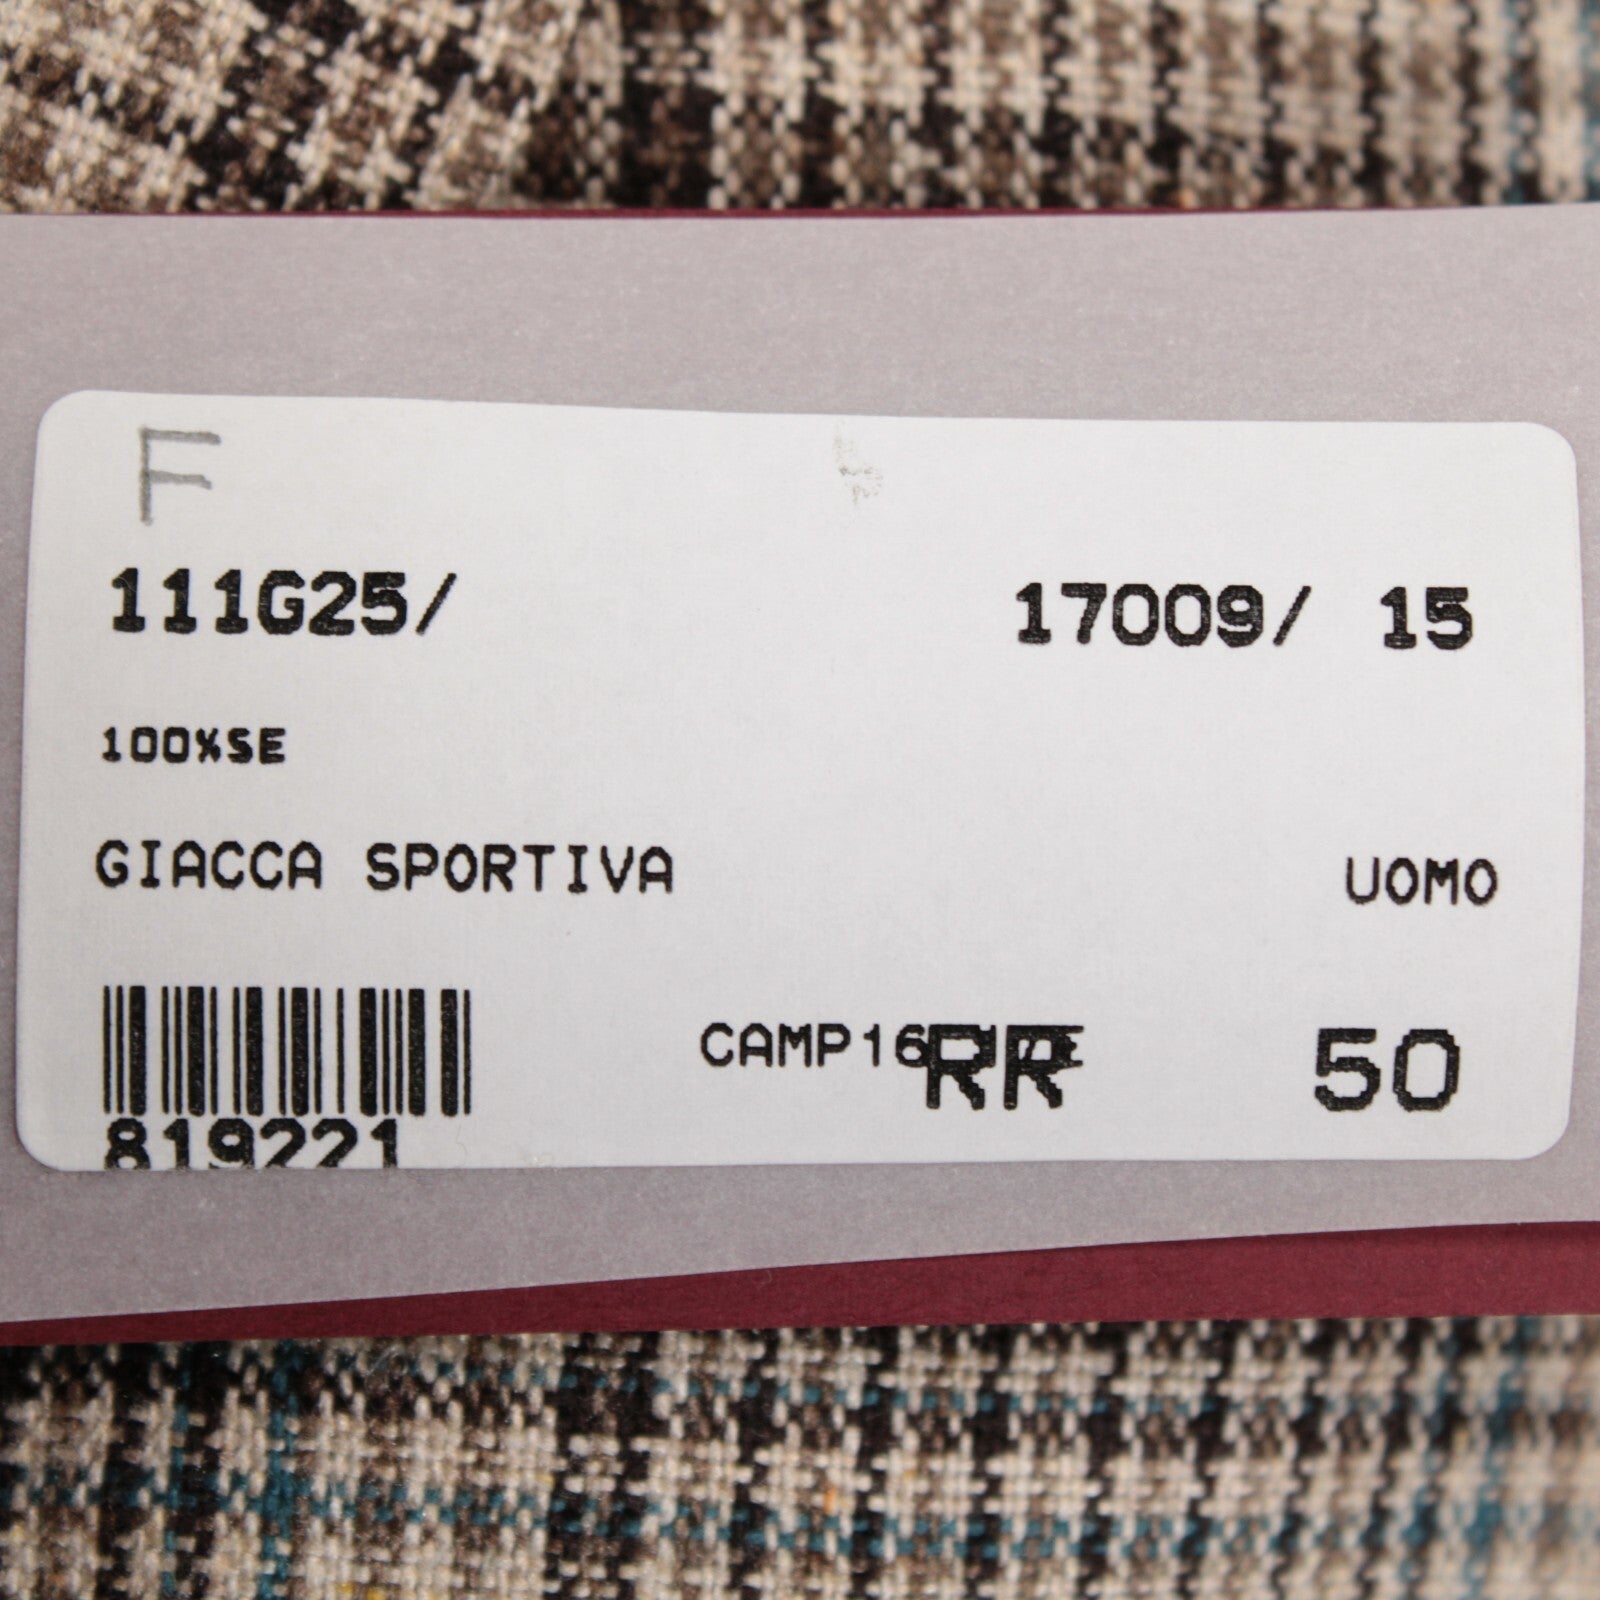 F
111G25/ 17009/ 15
100%SE
GIACCA SPORTIVA UOMO
CAMP16 RR 50
819221